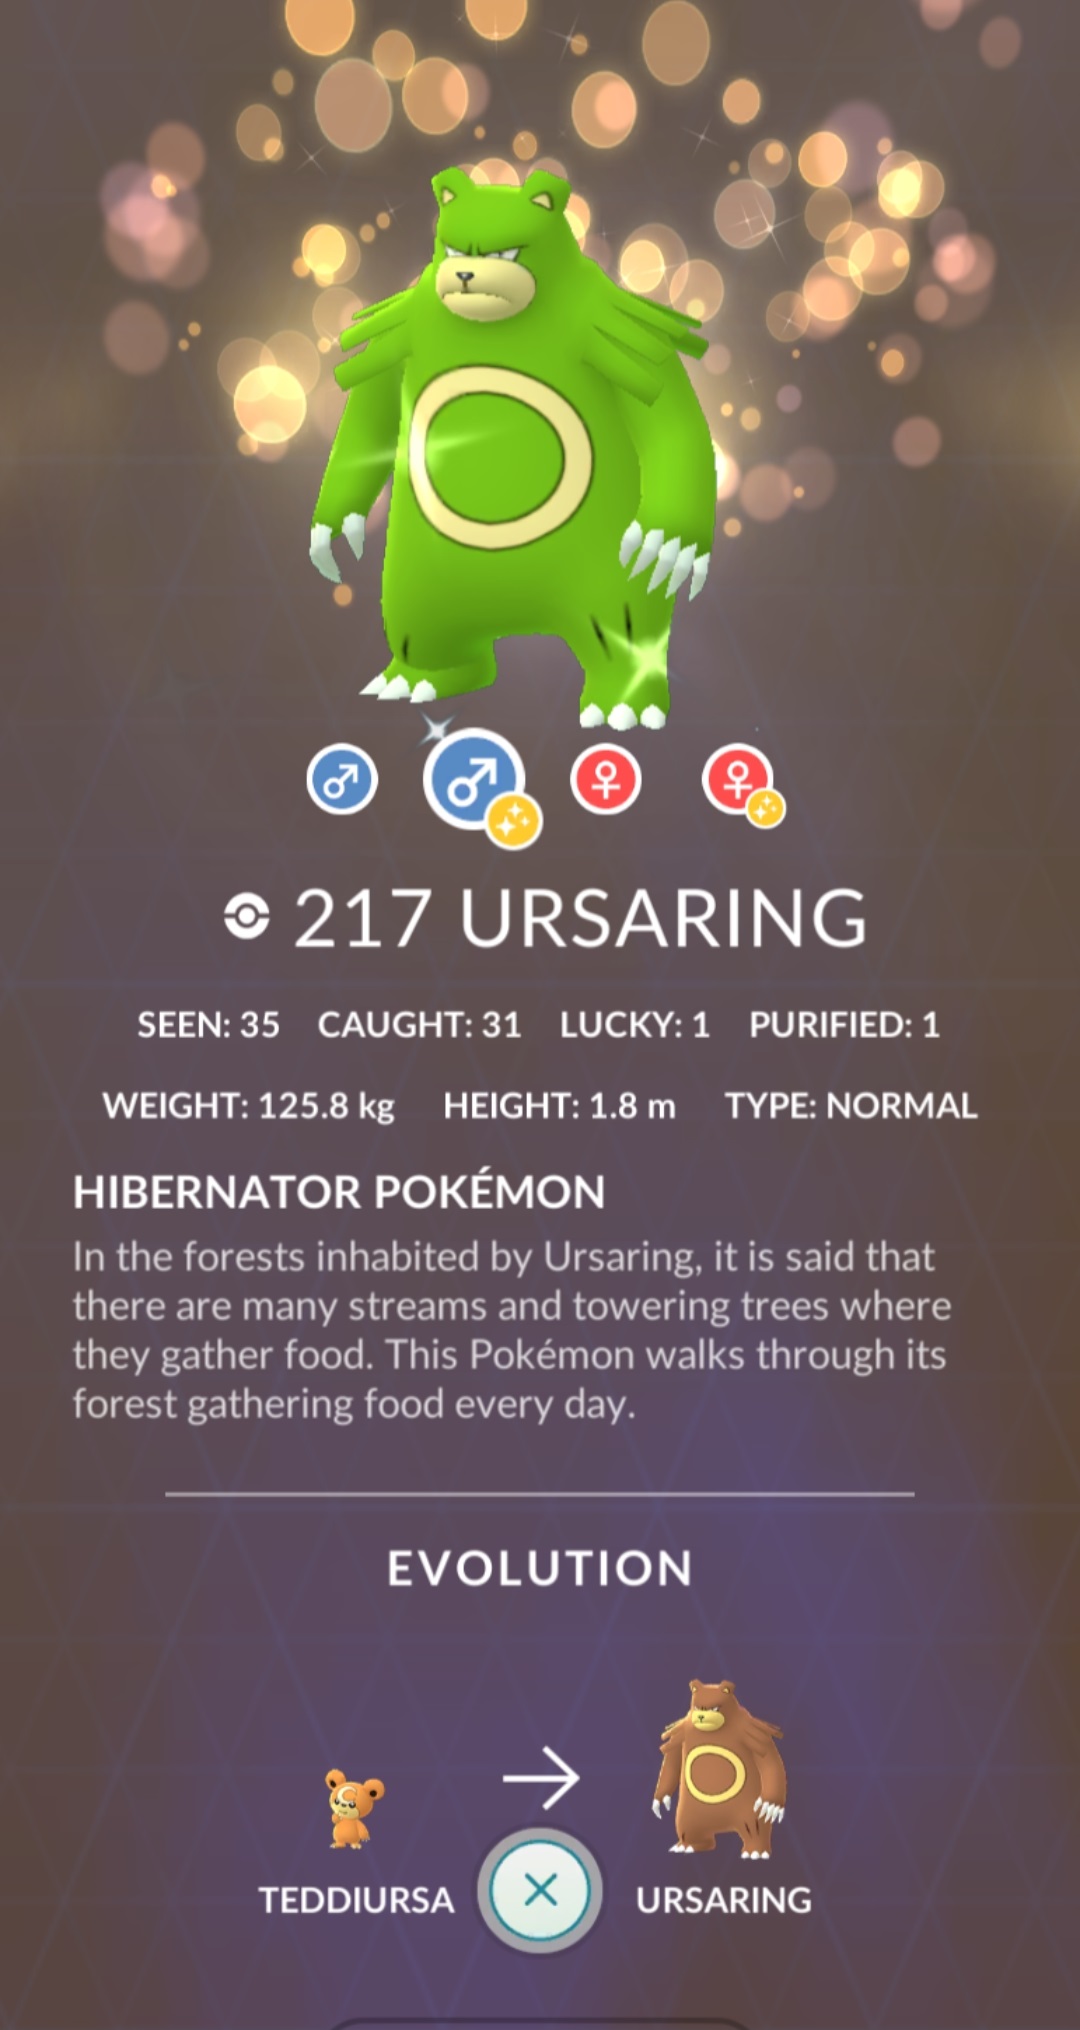 217 URSARING
SEEN: 35 CAUGHT: 31 LUCKY: 1 PURIFIED: 1
WEIGHT: 125.8 kg HEIGHT: 1.8 m TYPE: NORMAL
HIBERNATOR POKÉMON
In the forests inhabited by Ursaring, it is said that
there are many streams and towering trees where
they gather food. This Pokémon walks through its
forest gathering food every day.
EVOLUTION
TEDDIURSA URSARING